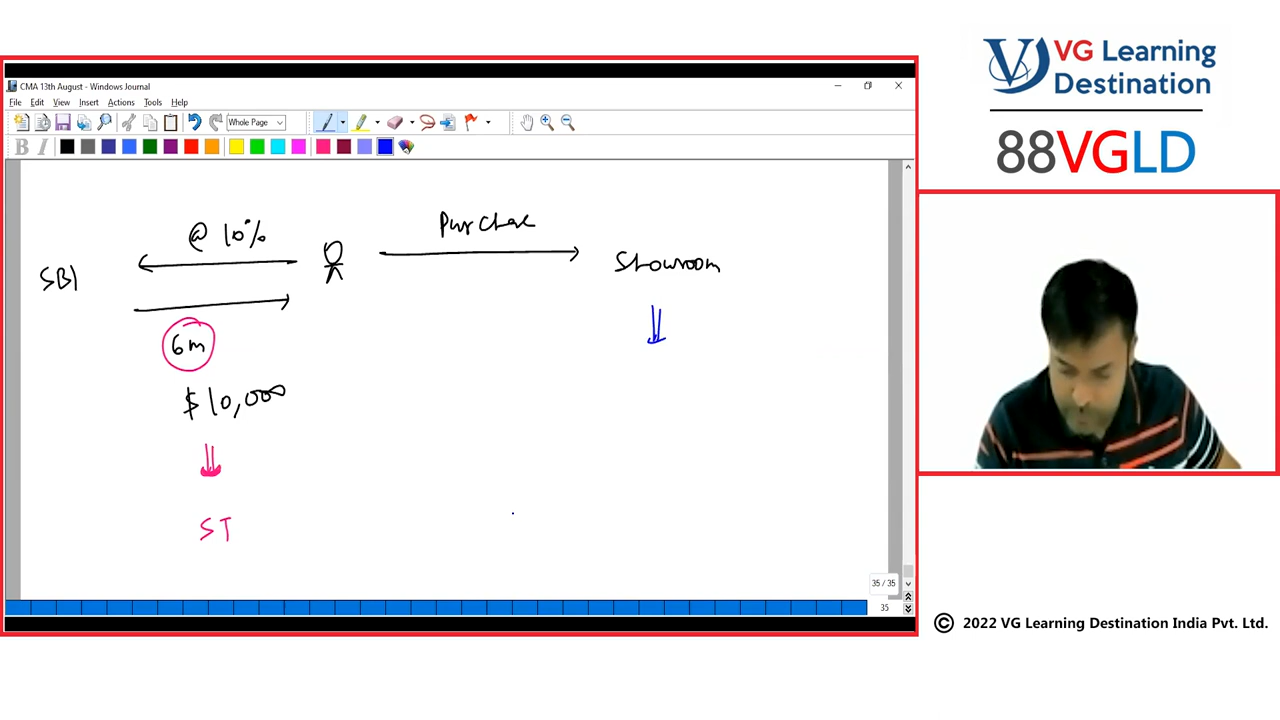 CMA 13th August - Windows Journal
File Edit View Insert Actions Tools Help
Whole Page
B I
@ 10%
Purchase
SBI
Showroom
6m
$10,000
ST
35 / 35
35
VG Learning
Destination
88VGLD
© 2022 VG Learning Destination India Pvt. Ltd.